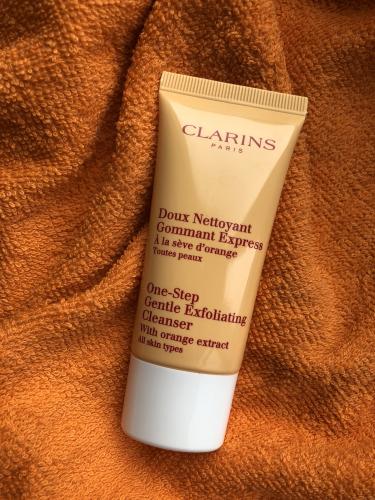 CLARINS
PARIS
Doux Nettoyant
Gommant Express
À la sève d'orange
Toutes peaux
One-Step
Gentle Exfoliating
Cleanser
With orange extract
All skin types